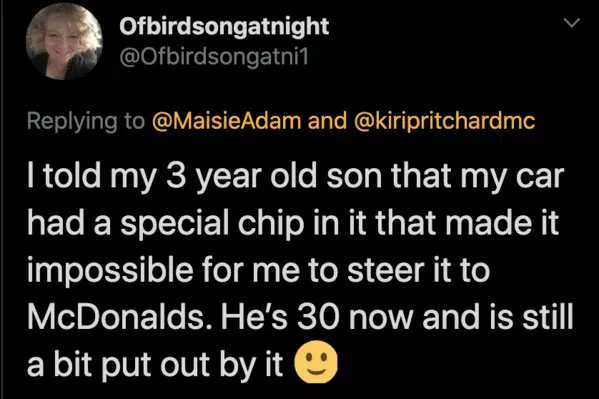 Ofbirdsongatnight
@Ofbirdsongatni1
Replying to @MaisieAdam and @kiripritchardmc
I told my 3 year old son that my car
had a special chip in it that made it
impossible for me to steer it to
McDonalds. He's 30 now and is still
a bit put out by it 🙂